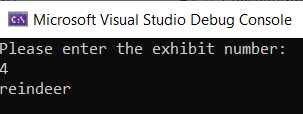 Microsoft Visual Studio Debug Console
Please enter the exhibit number:
4
reindeer